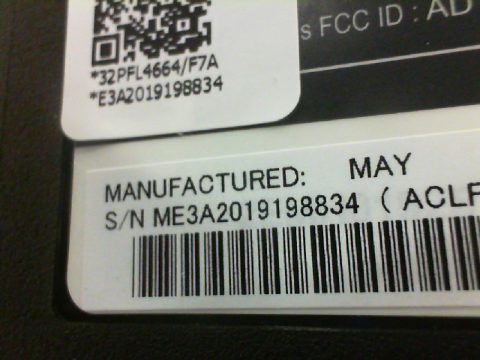 s FCC ID : AD
*32PFL4664/F7A
*E3A2019198834
MANUFACTURED: MAY
S/N ME3A2019198834 ( ACLF